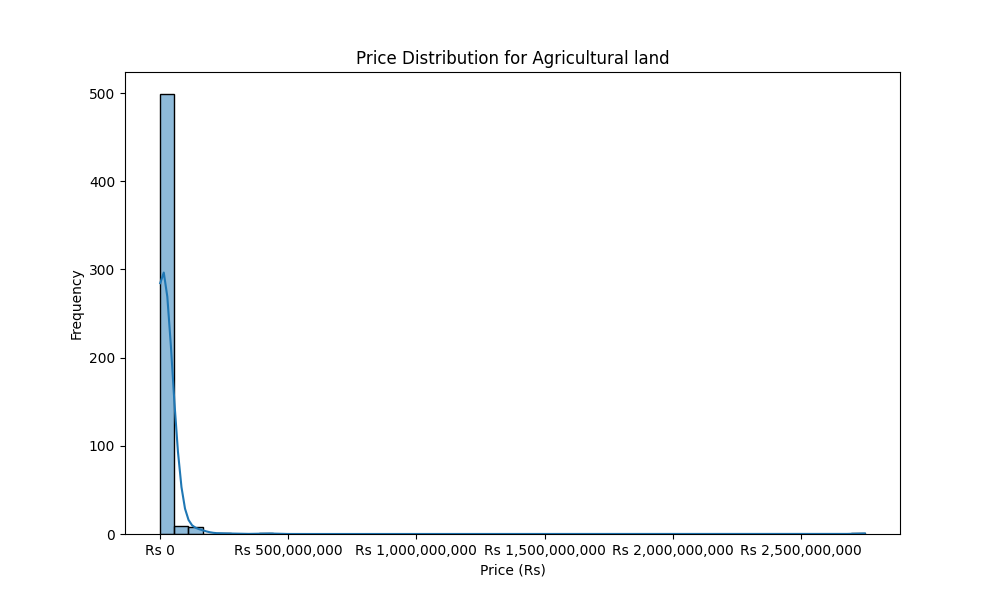 Price Distribution for Agricultural land
500
400
300
200
100
0
Frequency
Rs 0 Rs 500,000,000 Rs 1,000,000,000 Rs 1,500,000,000 Rs 2,000,000,000 Rs 2,500,000,000
Price (Rs)